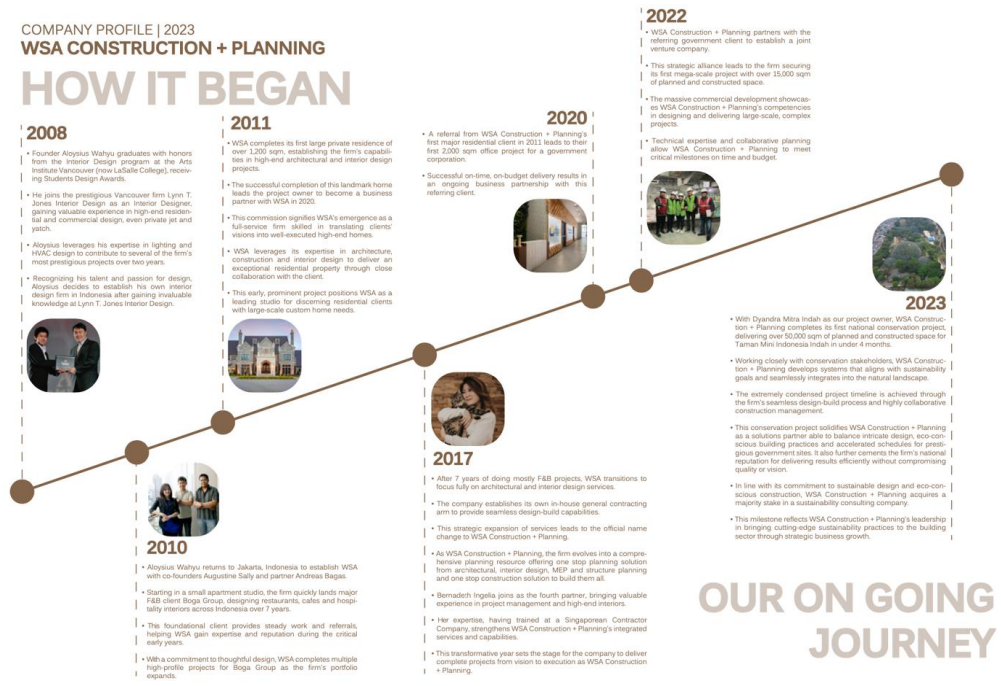 COMPANY PROFILE | 2023
WSA CONSTRUCTION + PLANNING
HOW IT BEGAN
2008
• Founder Aloysius Wahyu graduates with honors
from the Interior Design program at the Arts
Institute Vancouver (now LaSalle College), receiv-
ing Students Design Awards.
• He joins the prestigious Vancouver firm Lynn T.
Jones Interior Design as an Interior Designer,
gaining valuable experience in high-end residen-
tial and commercial design, even private jet and
yatch.
• Aloysius leverages his expertise in lighting and
HVAC design to contribute to several of the firm's
most prestigious projects over two years.
• Recognizing his talent and passion for design,
Aloysius decides to establish his own interior
design firm in Indonesia after gaining invaluable
knowledge at Lynn T. Jones Interior Design.
2010
• Aloysius Wahyu returns to Jakarta, Indonesia to establish WSA
with co-founders Augustine Sally and partner Andreas Bagas.
• Starting in a small apartment studio, the firm quickly lands major
F&B client Boga Group, designing restaurants, cafes and hospi-
tality interiors across Indonesia over 7 years.
• This foundational client provides steady work and referrals,
helping WSA gain expertise and reputation during the critical
early years.
• With a commitment to thoughtful design, WSA completes multiple
high-profile projects for Boga Group as the firm's portfolio
expands.
2011
• WSA completes its first large private residence of
over 1,200 sqm, establishing the firm's capabili-
ties in high-end architectural and interior design
projects.
• The successful completion of this landmark home
leads the project owner to become a business
partner with WSA in 2020.
• This commission signifies WSA's emergence as a
full-service firm skilled in translating clients'
visions into well-executed high-end homes.
• WSA leverages its expertise in architecture,
construction and interior design to deliver an
exceptional residential property through close
collaboration with the client.
• This early, prominent project positions WSA as a
leading studio for discerning residential clients
with large-scale custom home needs.
2017
• After 7 years of doing mostly F&B projects, WSA transitions to
focus fully on architectural and interior design services.
• The company establishes its own in-house general contracting
arm to provide seamless design-build capabilities.
• This strategic expansion of services leads to the official name
change to WSA Construction + Planning.
• As WSA Construction + Planning, the firm evolves into a compre-
hensive planning resource offering one stop planning solution
from architectural, interior design, MEP and structure planning
and one stop construction solution to build them all.
• Bernadeth Ingelia joins as the fourth partner, bringing valuable
experience in project management and high-end interiors.
• Her expertise, having trained at a Singaporean Contractor
Company, strengthens WSA Construction + Planning's integrated
services and capabilities.
• This transformative year sets the stage for the company to deliver
complete projects from vision to execution as WSA Construction
+ Planning.
2020
• A referral from WSA Construction + Planning's
first major residential client in 2011 leads to their
first 2,000 sqm office project for a government
corporation.
• Successful on-time, on-budget delivery results in
an ongoing business partnership with this
referring client.
2022
• WSA Construction + Planning partners with the
referring government client to establish a joint
venture company.
• This strategic alliance leads to the firm securing
its first mega-scale project with over 15,000 sqm
of planned and constructed space.
• The massive commercial development showcas-
es WSA Construction + Planning's competencies
in designing and delivering large-scale, complex
projects.
• Technical expertise and collaborative planning
allow WSA Construction + Planning to meet
critical milestones on time and budget.
2023
• With Dyandra Mitra Indah as our project owner, WSA Construc-
tion + Planning completes its first national conservation project,
delivering over 50,000 sqm of planned and constructed space for
Taman Mini Indonesia Indah in under 4 months.
• Working closely with conservation stakeholders, WSA Construc-
tion + Planning develops systems that aligns with sustainability
goals and seamlessly integrates into the natural landscape.
• The extremely condensed project timeline is achieved through
the firm's seamless design-build process and highly collaborative
construction management.
• This conservation project solidifies WSA Construction + Planning
as a solutions partner able to balance intricate design, eco-con-
scious building practices and accelerated schedules for presti-
gious government sites. It also further cements the firm's national
reputation for delivering results efficiently without compromising
quality or vision.
• In line with its commitment to sustainable design and eco-con-
scious construction, WSA Construction + Planning acquires a
majority stake in a sustainability consulting company.
• This milestone reflects WSA Construction + Planning's leadership
in bringing cutting-edge sustainability practices to the building
sector through strategic business growth.
OUR ON GOING
JOURNEY